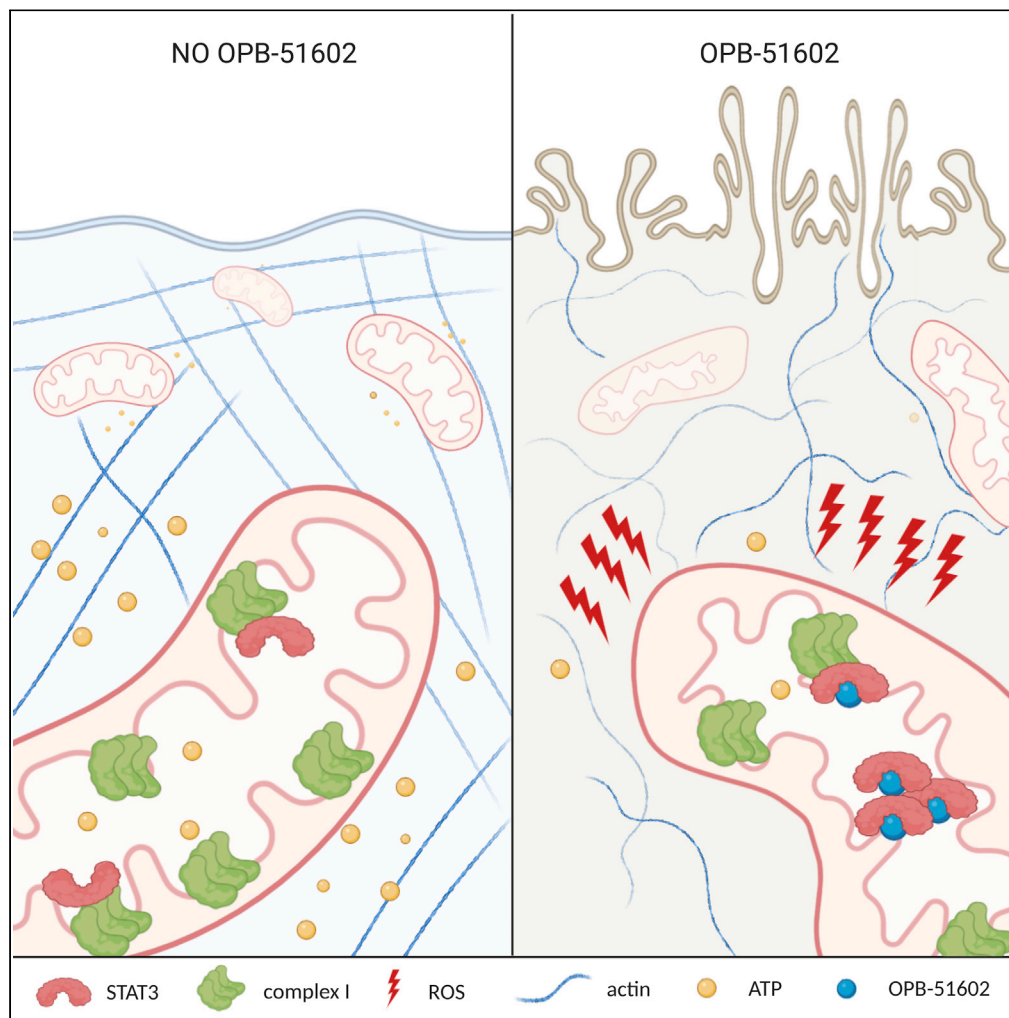 NO OPB-51602
OPB-51602
STAT3
complex I
ROS
actin
ATP
OPB-51602